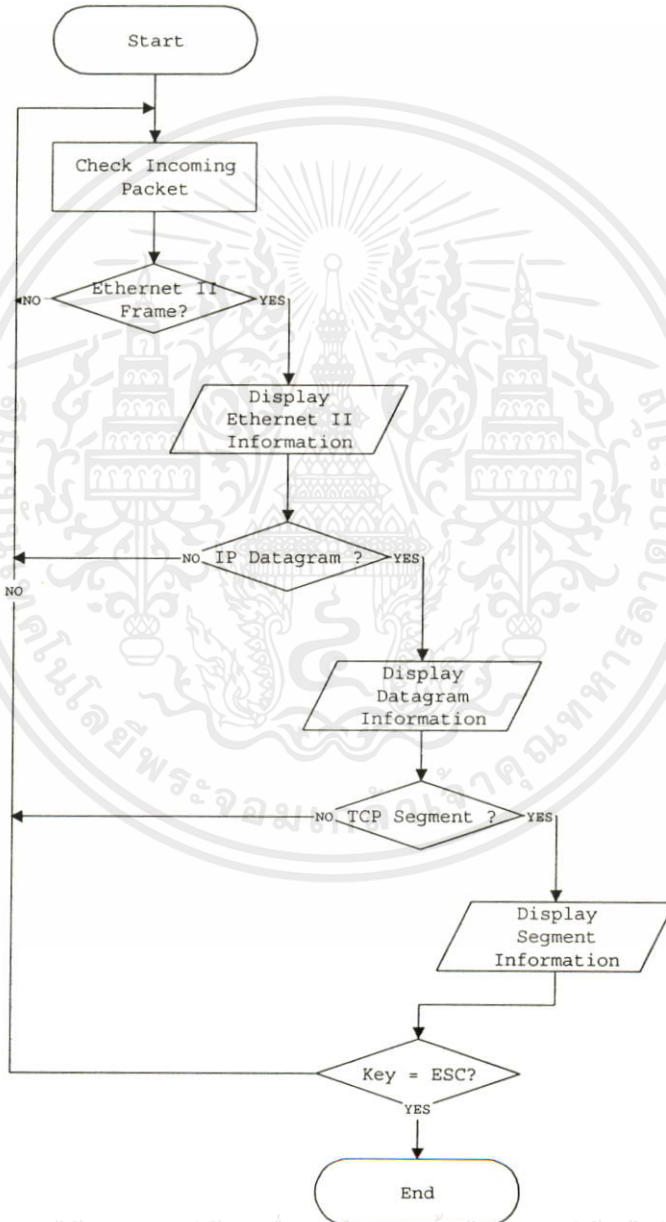 Start
Check Incoming
Packet
Ethernet II
Frame?
NO
YES
Display
Ethernet II
Information
NO
IP Datagram ?
YES
NO
Display
Datagram
Information
NO
TCP Segment ?
YES
Display
Segment
Information
Key = ESC?
YES
End